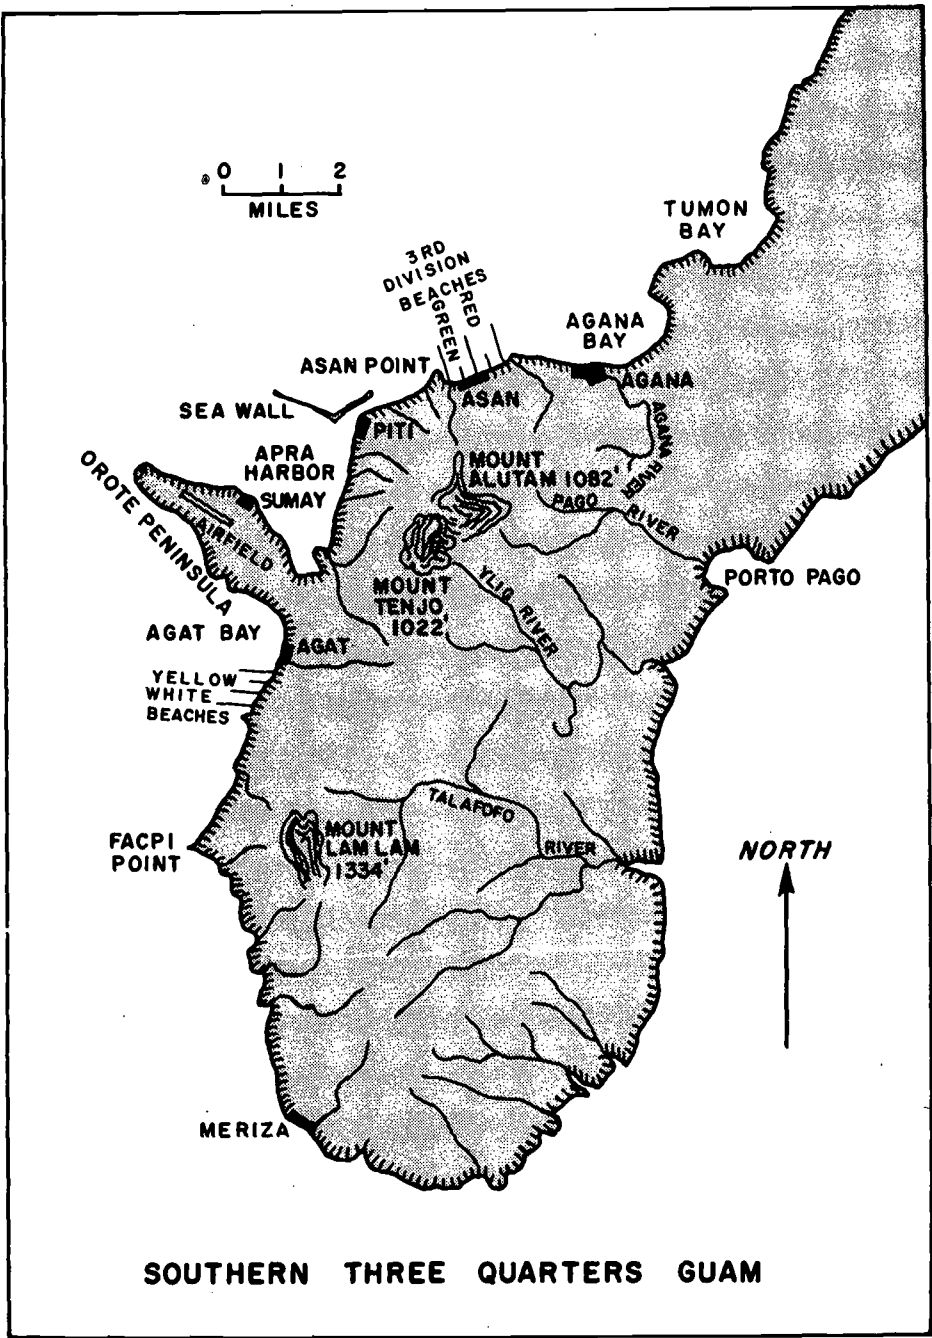 0 1 2
MILES
TUMON
BAY
3RD
DIVISION
BEACHES
RED
GREEN
AGANA
BAY
ASAN POINT
AGANA
ASAN
SEA WALL
PITI
AGANA RIVER
APRA
HARBOR
SUMAY
MOUNT
ALUTAM 1082'
PAGO RIVER
OROTE PENINSULA
AIRFIELD
PORTO PAGO
MOUNT
TENJO
1022'
YLIG RIVER
AGAT BAY
AGAT
YELLOW
WHITE
BEACHES
TALAFOFO
RIVER
FACPI
POINT
MOUNT
LAM LAM
1334'
NORTH
MERIZA
SOUTHERN THREE QUARTERS GUAM